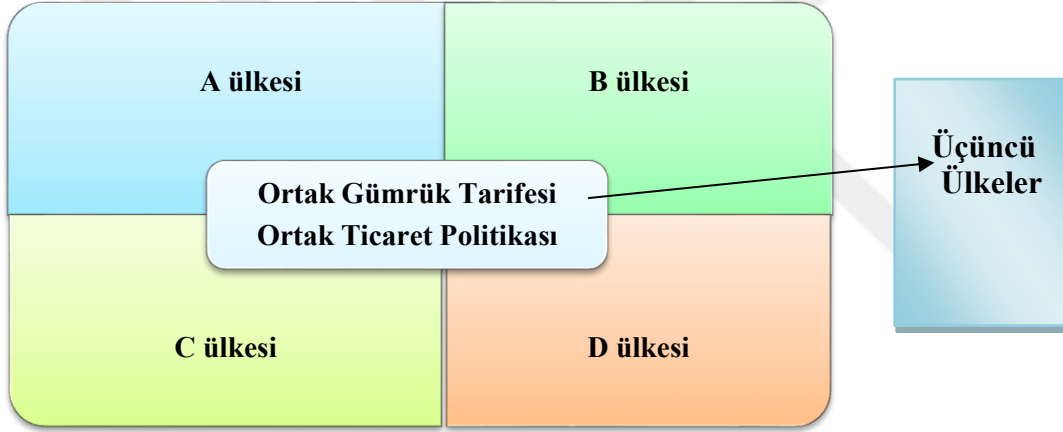 A ülkesi
B ülkesi
Ortak Gümrük Tarifesi
Ortak Ticaret Politikası
C ülkesi
D ülkesi
Üçüncü
Ülkeler